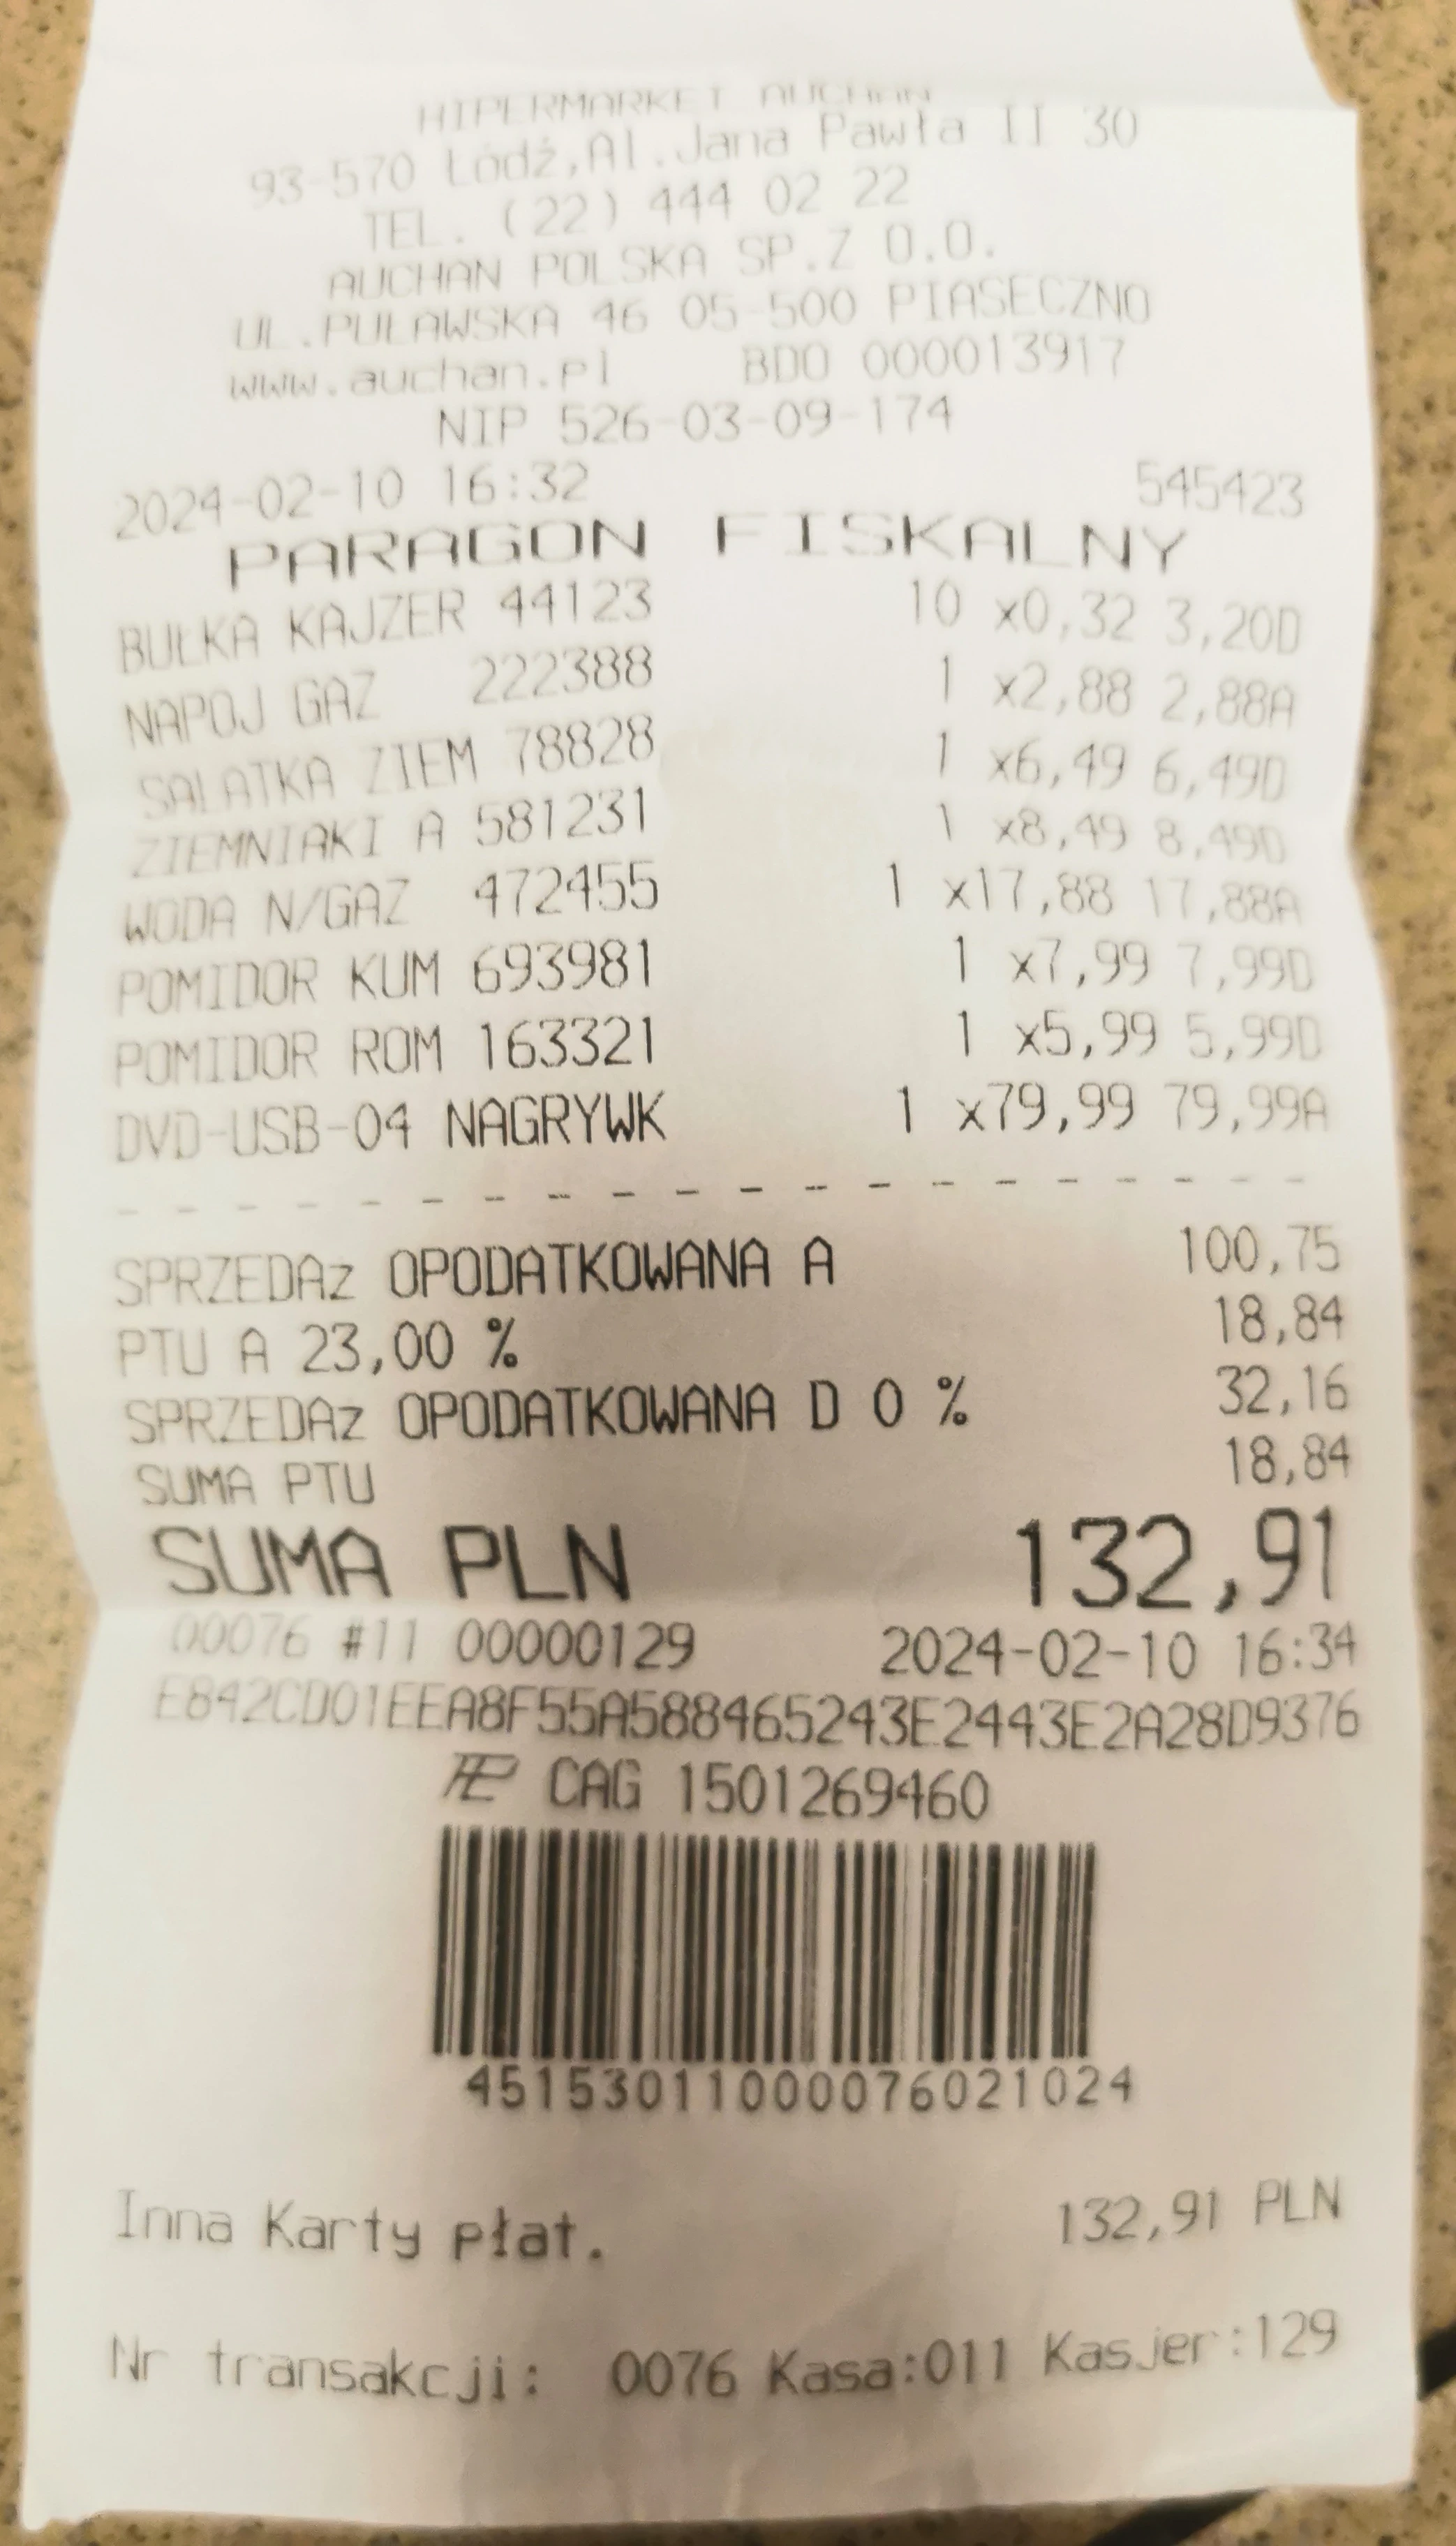 HIPERMARKET AUCHAN
93-570 Łódź,Al.Jana Pawła II 30
TEL. (22) 444 02 22
AUCHAN POLSKA SP.Z O.O.
UL.PUŁAWSKA 46 05-500 PIASECZNO
www.auchan.pl BDO 000013917
NIP 526-03-09-174
2024-02-10 16:32 545423
PARAGON FISKALNY
BUŁKA KAJZER 44123 10 x0,32 3,20D
NAPOJ GAZ 222388 1 x2,88 2,88A
SAŁATKA ZIEM 78828 1 x6,49 6,49D
ZIEMNIAKI A 581231 1 x8,49 8,49D
WODA N/GAZ 472455 1 x17,88 17,88A
POMIDOR KUM 693981 1 x7,99 7,99D
POMIDOR ROM 163321 1 x5,99 5,99D
DVD-USB-04 NAGRYWK 1 x79,99 79,99A
SPRZEDAż OPODATKOWANA A 100,75
PTU A 23,00 % 18,84
SPRZEDAż OPODATKOWANA D 0 % 32,16
SUMA PTU 18,84
SUMA PLN 132,91
00076 #11 00000129 2024-02-10 16:34
E842CD01EEA8F55A588465243E2443E2A28D9376
CAG 1501269460
45153011000076021024
Inna Karty płat. 132,91 PLN
Nr transakcji: 0076 Kasa:011 Kasjer:129